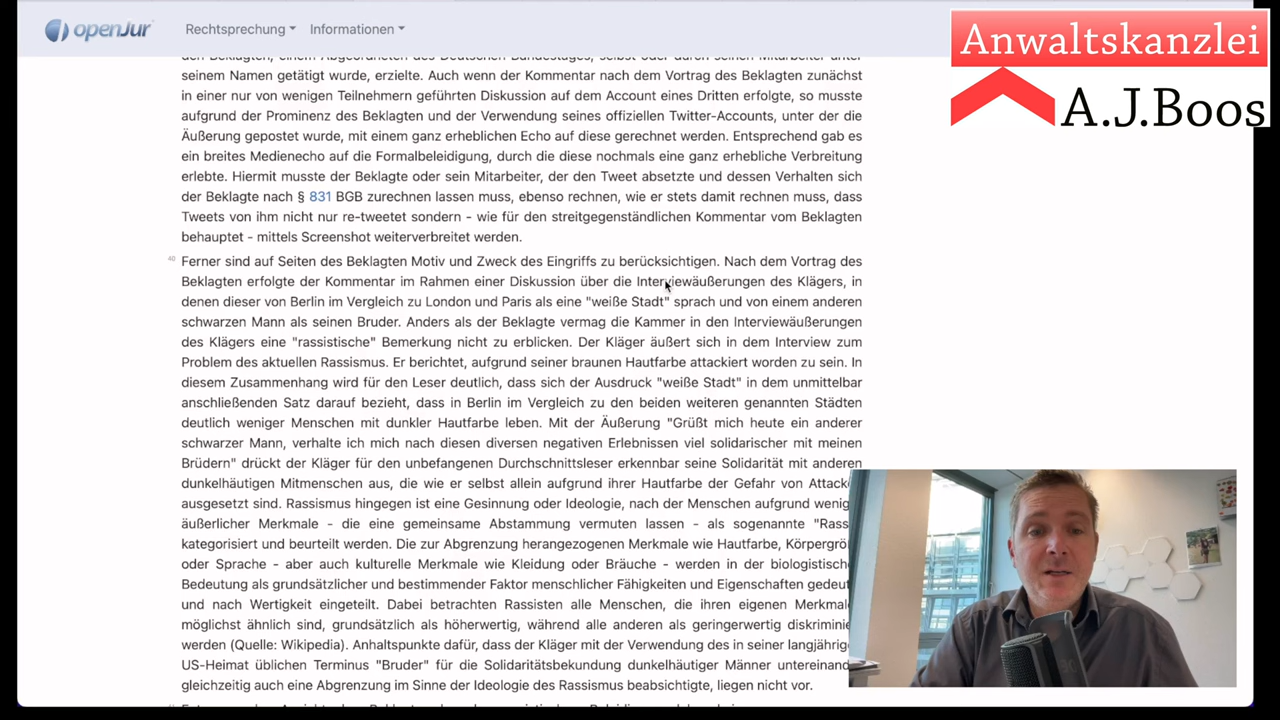 openJur
Rechtsprechung
Informationen
Anwaltskanzlei
A.J.Boos
den Beklagten, einem Abgeordneten des Deutschen Bundestages, selbst oder durch seinen Mitarbeiter unter
seinem Namen getätigt wurde, erzielte. Auch wenn der Kommentar nach dem Vortrag des Beklagten zunächst
in einer nur von wenigen Teilnehmern geführten Diskussion auf dem Account eines Dritten erfolgte, so musste
aufgrund der Prominenz des Beklagten und der Verwendung seines offiziellen Twitter-Accounts, unter der die
Äußerung gepostet wurde, mit einem ganz erheblichen Echo auf diese gerechnet werden. Entsprechend gab es
ein breites Medienecho auf die Formalbeleidigung, durch die diese nochmals eine ganz erhebliche Verbreitung
erlebte. Hiermit musste der Beklagte oder sein Mitarbeiter, der den Tweet absetzte und dessen Verhalten sich
der Beklagte nach § 831 BGB zurechnen lassen muss, ebenso rechnen, wie er stets damit rechnen muss, dass
Tweets von ihm nicht nur re-tweetet sondern - wie für den streitgegenständlichen Kommentar vom Beklagten
behauptet - mittels Screenshot weiterverbreitet werden.
40 Ferner sind auf Seiten des Beklagten Motiv und Zweck des Eingriffs zu berücksichtigen. Nach dem Vortrag des
Beklagten erfolgte der Kommentar im Rahmen einer Diskussion über die Interviewäußerungen des Klägers, in
denen dieser von Berlin im Vergleich zu London und Paris als eine "weiße Stadt" sprach und von einem anderen
schwarzen Mann als seinen Bruder. Anders als der Beklagte vermag die Kammer in den Interviewäußerungen
des Klägers eine "rassistische" Bemerkung nicht zu erblicken. Der Kläger äußert sich in dem Interview zum
Problem des aktuellen Rassismus. Er berichtet, aufgrund seiner braunen Hautfarbe attackiert worden zu sein. In
diesem Zusammenhang wird für den Leser deutlich, dass sich der Ausdruck "weiße Stadt" in dem unmittelbar
anschließenden Satz darauf bezieht, dass in Berlin im Vergleich zu den beiden weiteren genannten Städten
deutlich weniger Menschen mit dunkler Hautfarbe leben. Mit der Äußerung "Grüßt mich heute ein anderer
schwarzer Mann, verhalte ich mich nach diesen diversen negativen Erlebnissen viel solidarischer mit meinen
Brüdern" drückt der Kläger für den unbefangenen Durchschnittsleser erkennbar seine Solidarität mit anderen
dunkelhäutigen Mitmenschen aus, die wie er selbst allein aufgrund ihrer Hautfarbe der Gefahr von Attacke
ausgesetzt sind. Rassismus hingegen ist eine Gesinnung oder Ideologie, nach der Menschen aufgrund wenig
äußerlicher Merkmale - die eine gemeinsame Abstammung vermuten lassen - als sogenannte "Rass
kategorisiert und beurteilt werden. Die zur Abgrenzung herangezogenen Merkmale wie Hautfarbe, Körpergrö
oder Sprache - aber auch kulturelle Merkmale wie Kleidung oder Bräuche - werden in der biologistische
Bedeutung als grundsätzlicher und bestimmender Faktor menschlicher Fähigkeiten und Eigenschaften gedeut
und nach Wertigkeit eingeteilt. Dabei betrachten Rassisten alle Menschen, die ihren eigenen Merkmale
möglichst ähnlich sind, grundsätzlich als höherwertig, während alle anderen als geringerwertig diskriminie
werden (Quelle: Wikipedia). Anhaltspunkte dafür, dass der Kläger mit der Verwendung des in seiner langjährige
US-Heimat üblichen Terminus "Bruder" für die Solidaritätsbekundung dunkelhäutiger Männer untereinand
gleichzeitig auch eine Abgrenzung im Sinne der Ideologie des Rassismus beabsichtigte, liegen nicht vor.